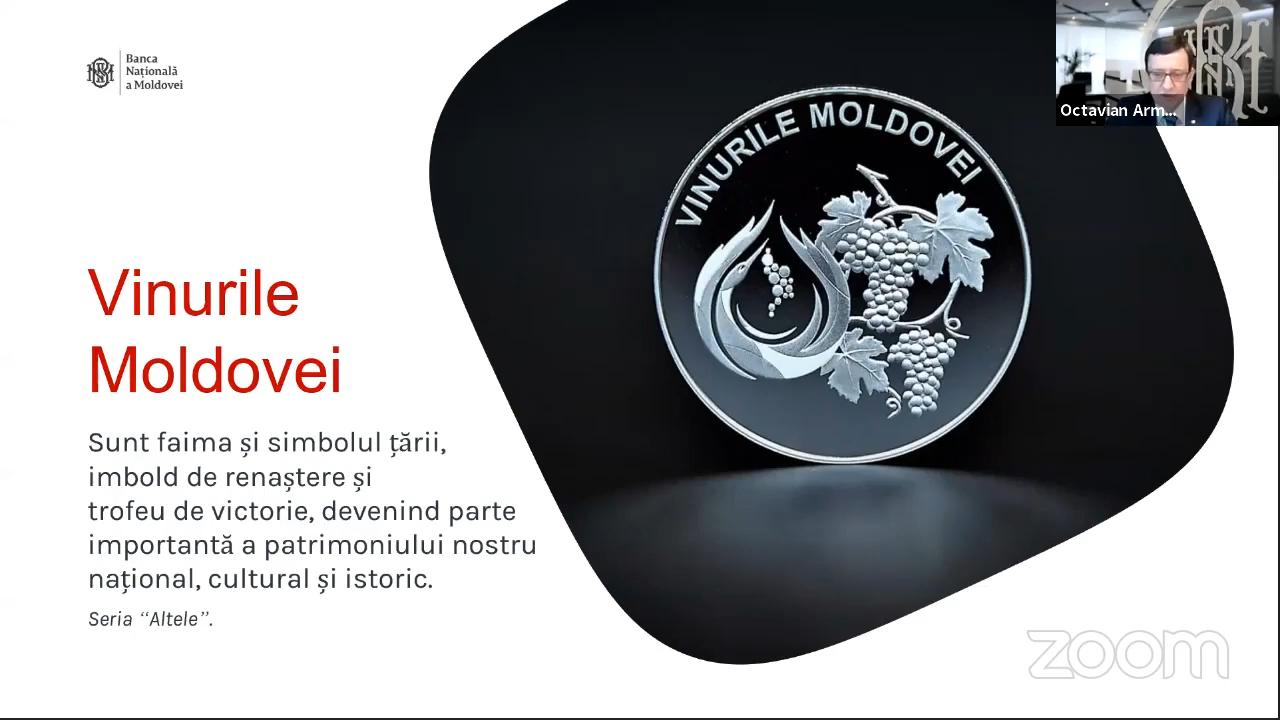 Banca
Națională
a Moldovei
Octavian Arm...
VINURILE MOLDOVEI
Vinurile
Moldovei
Sunt faima și simbolul țării,
imbold de renaștere și
trofeu de victorie, devenind parte
importantă a patrimoniului nostru
național, cultural și istoric.
Seria “Altele”.
zoom